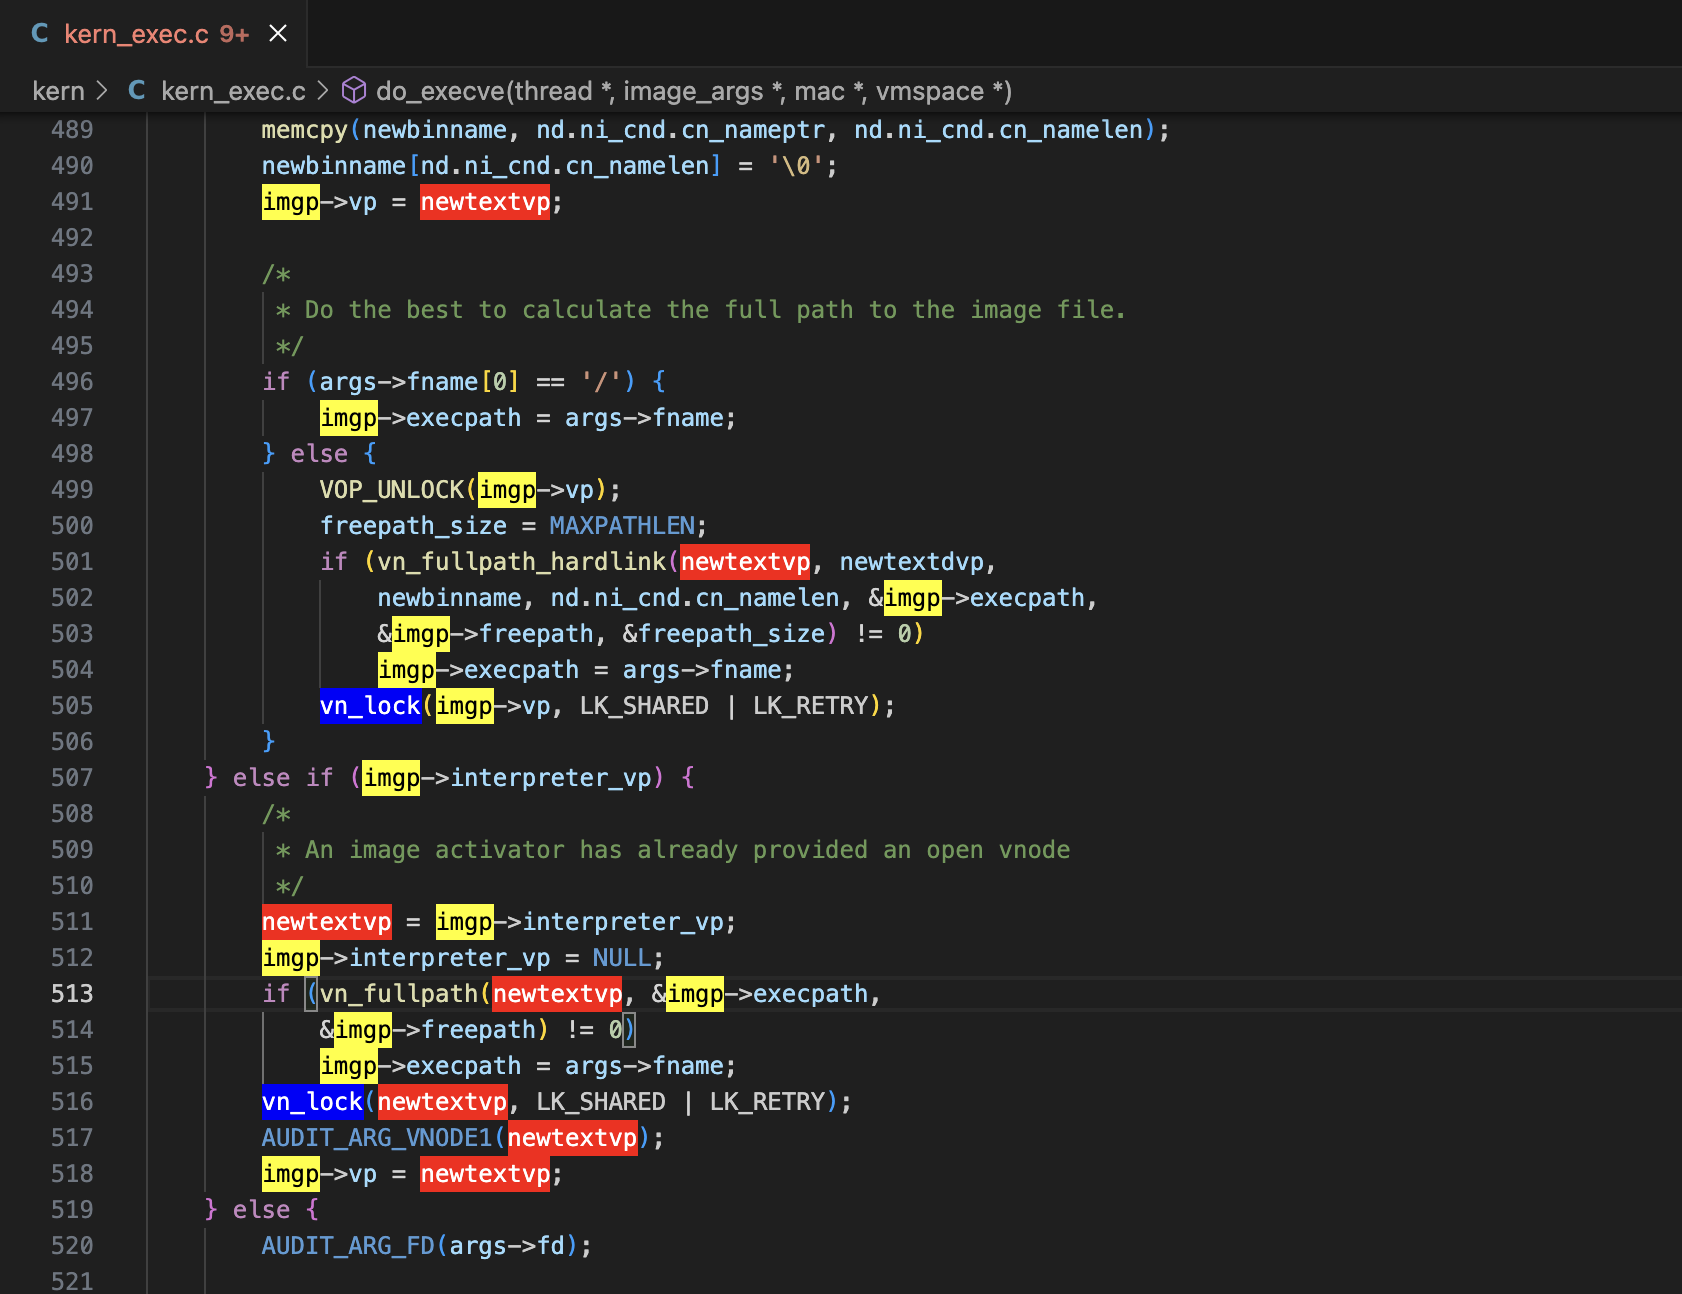 C kern_exec.c 9+ ×
kern > C kern_exec.c > do_execve(thread *, image_args *, mac *, vmspace *)
489 memcpy(newbinname, nd.ni_cnd.cn_nameptr, nd.ni_cnd.cn_namelen);
490 newbinname[nd.ni_cnd.cn_namelen] = '\0';
491 imgp->vp = newtextvp;
492
493 /*
494 * Do the best to calculate the full path to the image file.
495 */
496 if (args->fname[0] == '/') {
497 imgp->execpath = args->fname;
498 } else {
499 VOP_UNLOCK(imgp->vp);
500 freepath_size = MAXPATHLEN;
501 if (vn_fullpath_hardlink(newtextvp, newtextdvp,
502 newbinname, nd.ni_cnd.cn_namelen, &imgp->execpath,
503 &imgp->freepath, &freepath_size) != 0)
504 imgp->execpath = args->fname;
505 vn_lock(imgp->vp, LK_SHARED | LK_RETRY);
506 }
507 } else if (imgp->interpreter_vp) {
508 /*
509 * An image activator has already provided an open vnode
510 */
511 newtextvp = imgp->interpreter_vp;
512 imgp->interpreter_vp = NULL;
513 if (vn_fullpath(newtextvp, &imgp->execpath,
514 &imgp->freepath) != 0)
515 imgp->execpath = args->fname;
516 vn_lock(newtextvp, LK_SHARED | LK_RETRY);
517 AUDIT_ARG_VNODE1(newtextvp);
518 imgp->vp = newtextvp;
519 } else {
520 AUDIT_ARG_FD(args->fd);
521